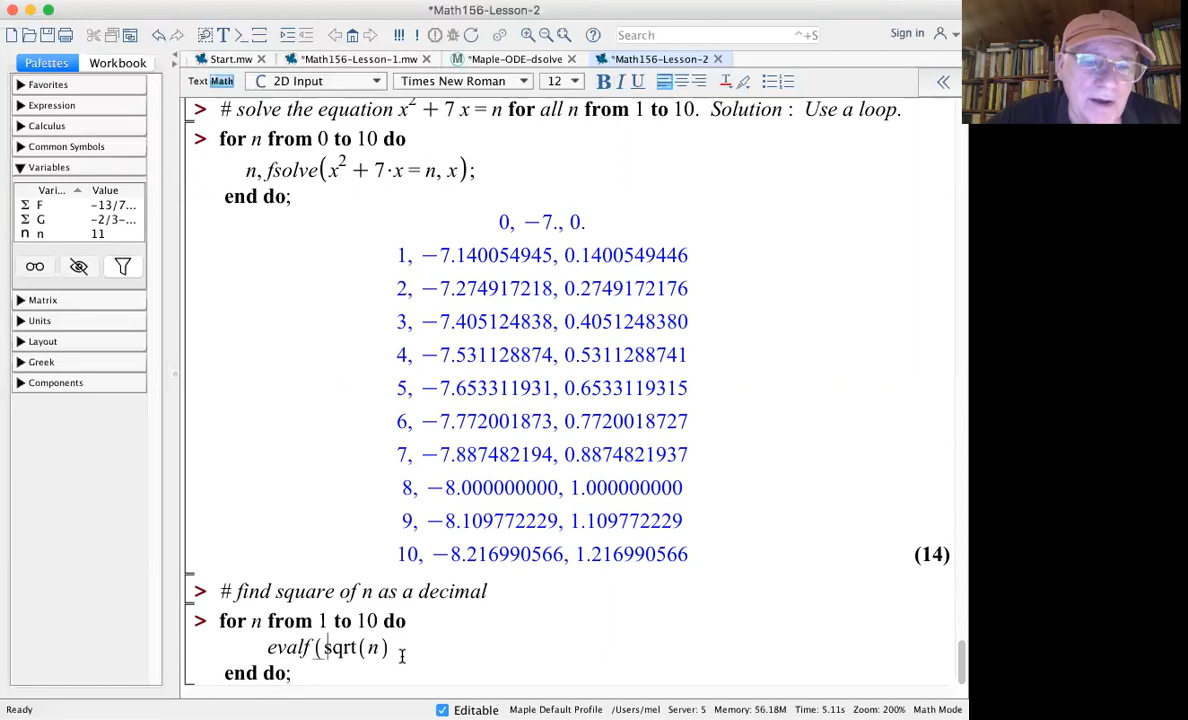 *Math156-Lesson-2
Search
^+S
Sign in
Start.mw
*Math156-Lesson-1.mw
*Maple-ODE-dsolve
*Math156-Lesson-2
Palettes
Workbook
Text Math
C 2D Input
Times New Roman
12
B I U
Favorites
Expression
Calculus
Common Symbols
Variables
Vari... Value
Σ F -13/7...
Σ G -2/3-...
n n 11
Matrix
Units
Layout
Greek
Components
> # solve the equation x² + 7 x = n for all n from 1 to 10. Solution : Use a loop.
> for n from 0 to 10 do
n, fsolve(x² + 7·x = n, x);
end do;
0, −7., 0.
1, −7.140054945, 0.1400549446
2, −7.274917218, 0.2749172176
3, −7.405124838, 0.4051248380
4, −7.531128874, 0.5311288741
5, −7.653311931, 0.6533119315
6, −7.772001873, 0.7720018727
7, −7.887482194, 0.8874821937
8, −8.000000000, 1.000000000
9, −8.109772229, 1.109772229
10, −8.216990566, 1.216990566
(14)
> # find square of n as a decimal
> for n from 1 to 10 do
evalf (sqrt(n)
end do;
Ready
Editable
Maple Default Profile
/Users/mel
Server: 5
Memory: 56.18M
Time: 5.11s
Zoom: 200%
Math Mode